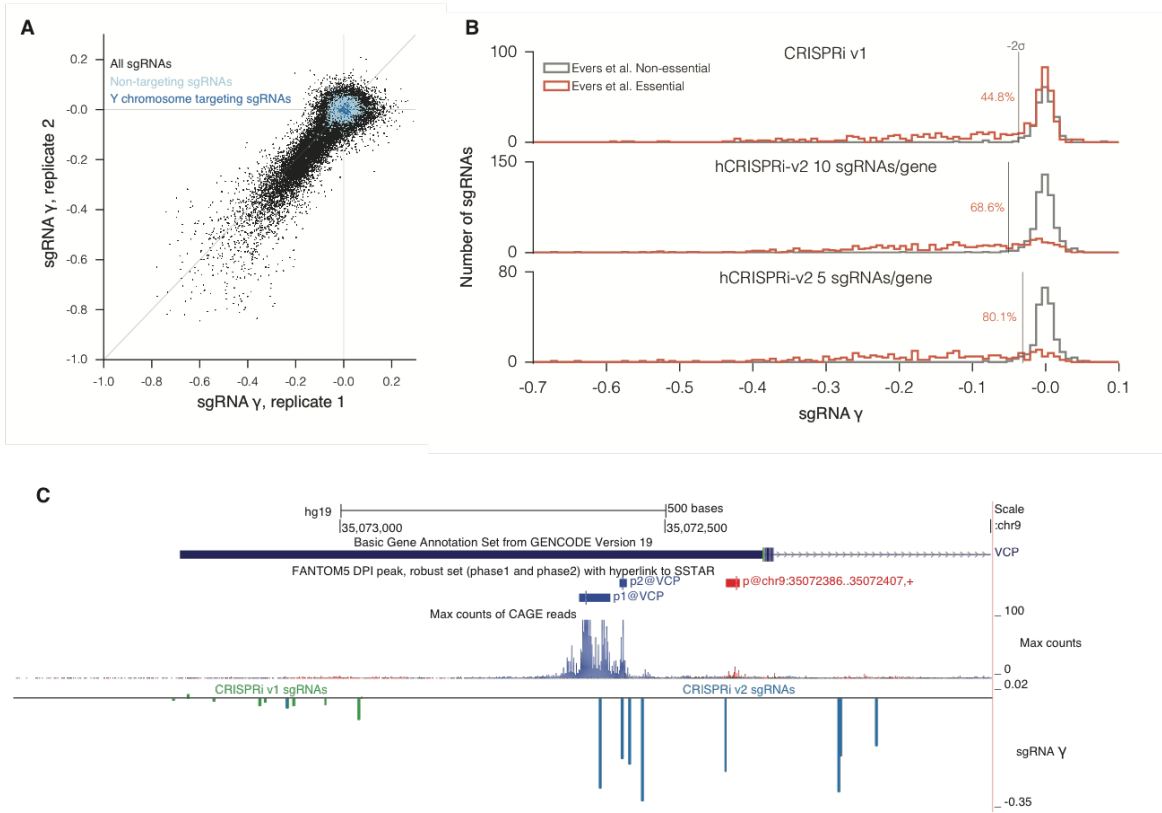 A
0.2
-0.0
-0.2
-0.4
-0.6
-0.8
-1.0
sgRNA γ, replicate 2
All sgRNAs
Non-targeting sgRNAs
Y chromosome targeting sgRNAs
-1.0 -0.8 -0.6 -0.4 -0.2 -0.0 0.2
sgRNA γ, replicate 1
B
CRISPRi v1
-2σ
100
0
Evers et al. Non-essential
Evers et al. Essential
44.8%
hCRISPRi-v2 10 sgRNAs/gene
150
0
68.6%
Number of sgRNAs
hCRISPRi-v2 5 sgRNAs/gene
80
0
80.1%
-0.7 -0.6 -0.5 -0.4 -0.3 -0.2 -0.1 -0.0 0.1
sgRNA γ
C
hg19 500 bases Scale
35,073,000 35,072,500 :chr9
Basic Gene Annotation Set from GENCODE Version 19
VCP
FANTOM5 DPI peak, robust set (phase1 and phase2) with hyperlink to SSTAR
p2@VCP p@chr9:35072386..35072407,+
p1@VCP
Max counts of CAGE reads
100
Max counts
0
CRISPRi v1 sgRNAs CRISPRi v2 sgRNAs 0.02
sgRNA γ
-0.35